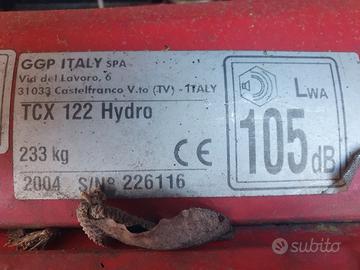 GGP ITALY SPA
Via del Lavoro, 6
31033 Castelfranco V.to (TV) - ITALY
TCX 122 Hydro
233 kg
CE
2004 S/N° 226116
LWA
105 dB
subito